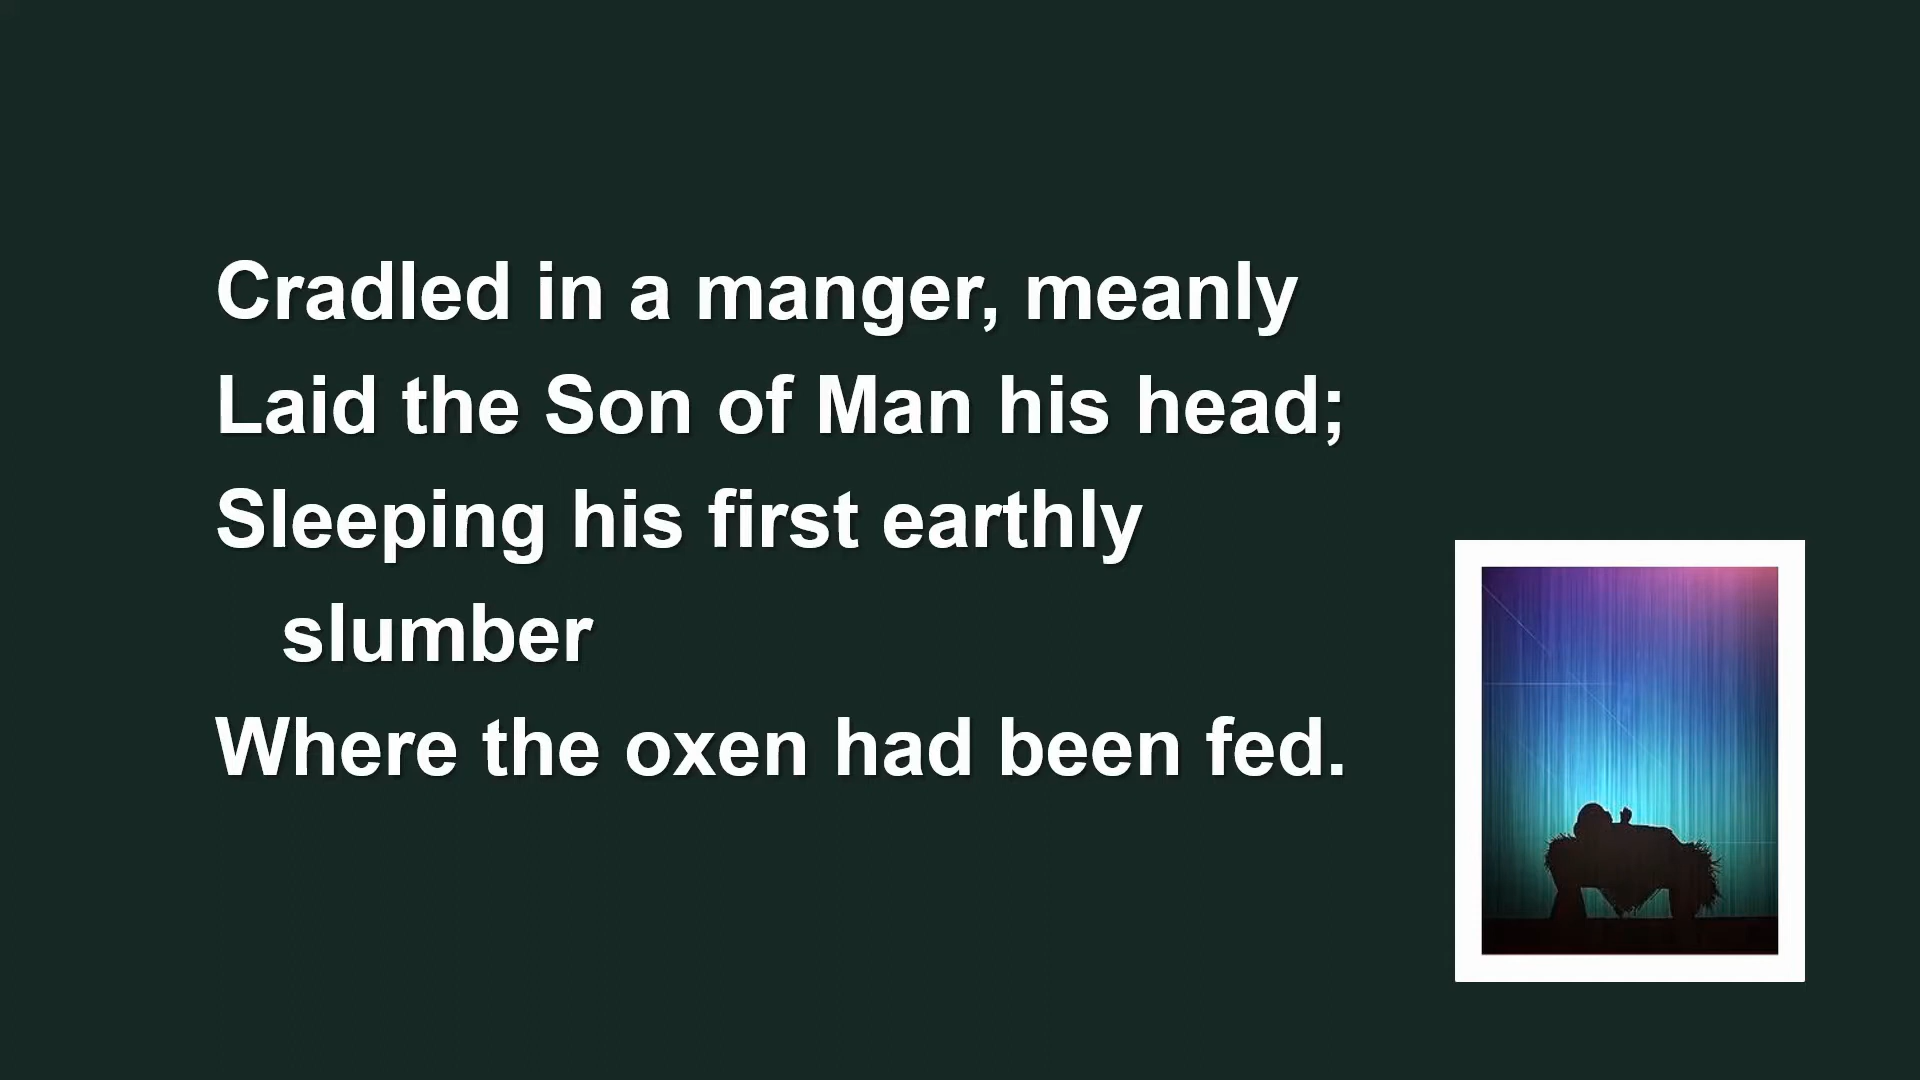 Cradled in a manger, meanly
Laid the Son of Man his head;
Sleeping his first earthly
slumber
Where the oxen had been fed.